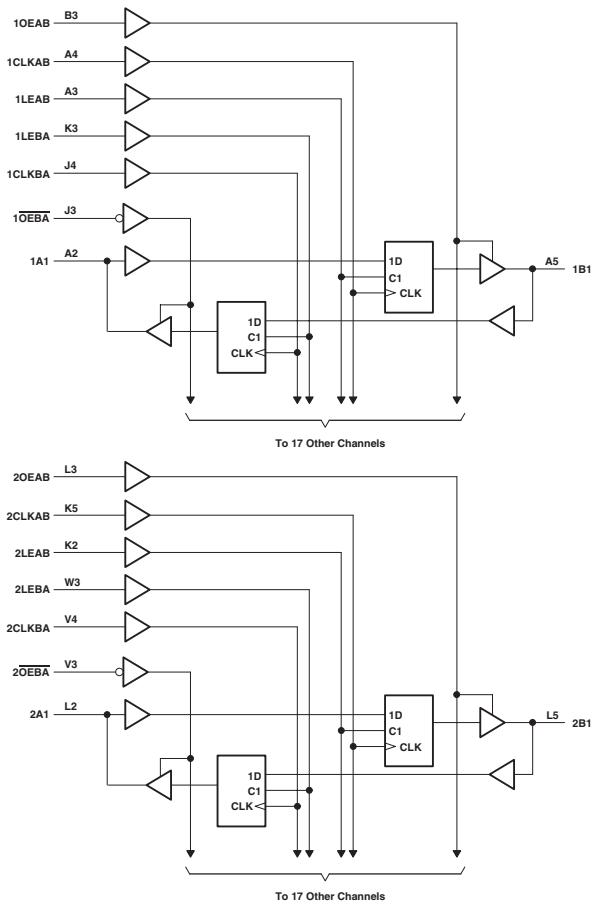 1OEAB B3
1CLKAB A4
1LEAB A3
1LEBA K3
1CLKBA J4
1O̅E̅B̅A̅ J3
1A1 A2
1D
C1
CLK
A5 1B1
1D
C1
CLK
To 17 Other Channels
2OEAB L3
2CLKAB K5
2LEAB K2
2LEBA W3
2CLKBA V4
2O̅E̅B̅A̅ V3
2A1 L2
1D
C1
CLK
L5 2B1
1D
C1
CLK
To 17 Other Channels